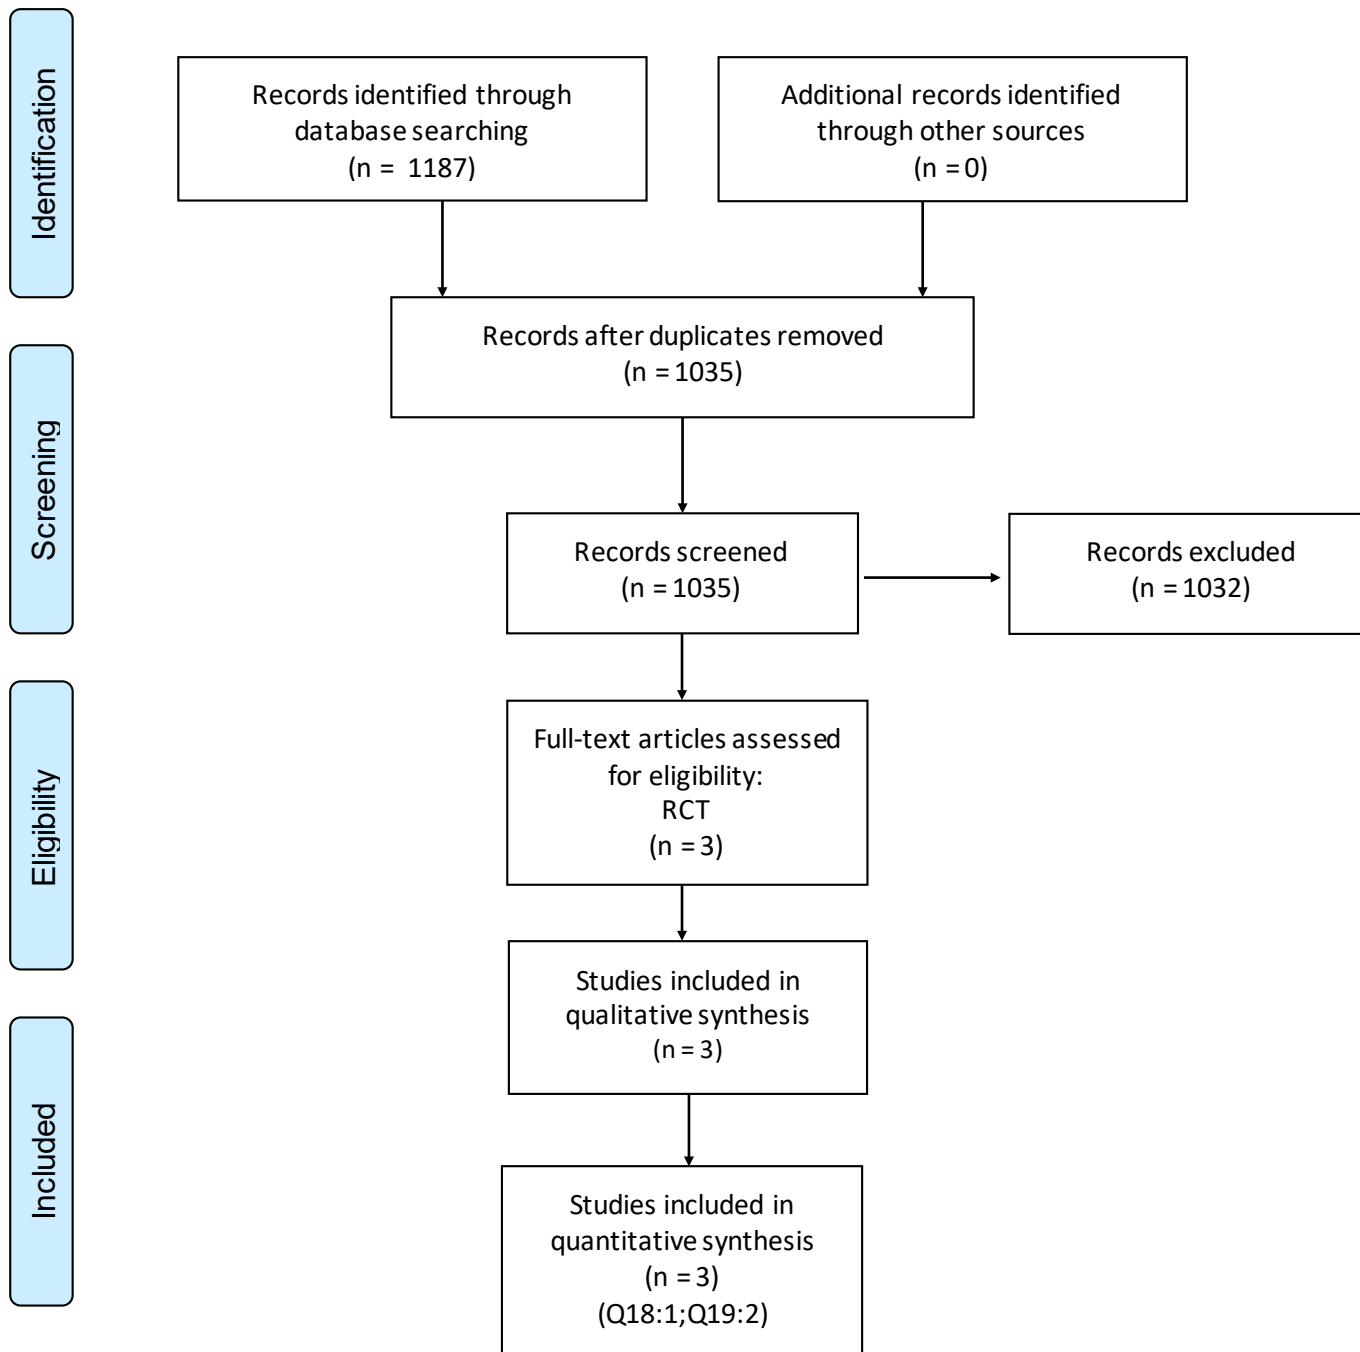 Identification
Records identified through
database searching
(n = 1187)
Additional records identified
through other sources
(n = 0)
Records after duplicates removed
(n = 1035)
Screening
Records screened
(n = 1035)
Records excluded
(n = 1032)
Eligibility
Full-text articles assessed
for eligibility:
RCT
(n = 3)
Studies included in
qualitative synthesis
(n = 3)
Included
Studies included in
quantitative synthesis
(n = 3)
(Q18:1;Q19:2)